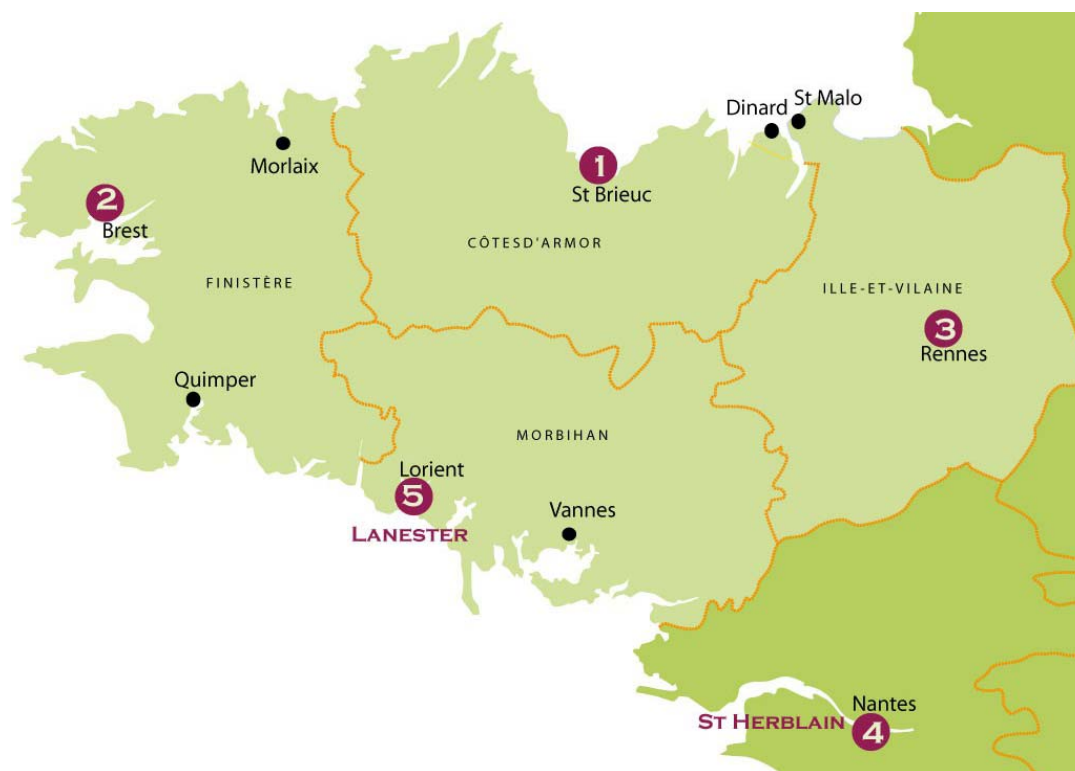 Dinard
St Malo
Morlaix
1
St Brieuc
2
Brest
CÔTESD'ARMOR
FINISTÈRE
ILLE-ET-VILAINE
3
Rennes
Quimper
MORBIHAN
Lorient
5
LANESTER
Vannes
Nantes
ST HERBLAIN
4